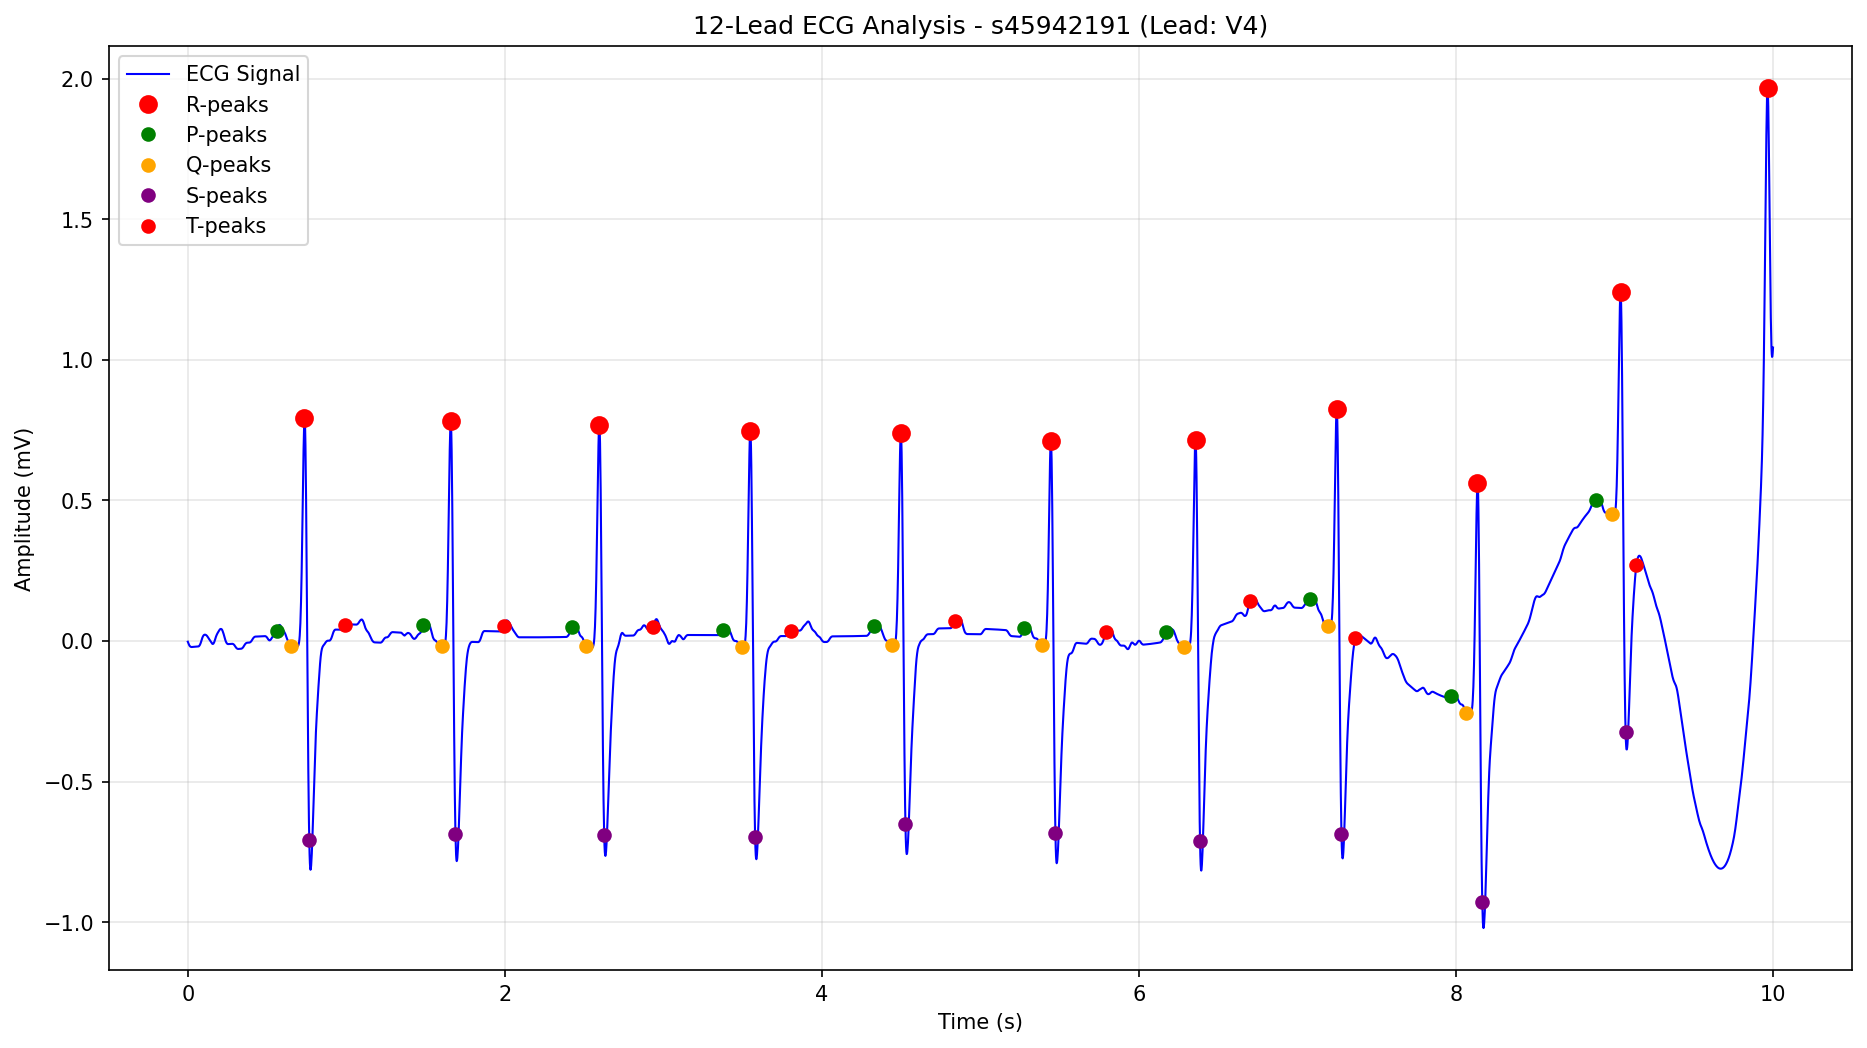 12-Lead ECG Analysis - s45942191 (Lead: V4)
ECG Signal
R-peaks
P-peaks
Q-peaks
S-peaks
T-peaks
Amplitude (mV)
2.0
1.5
1.0
0.5
0.0
−0.5
−1.0
0 2 4 6 8 10
Time (s)